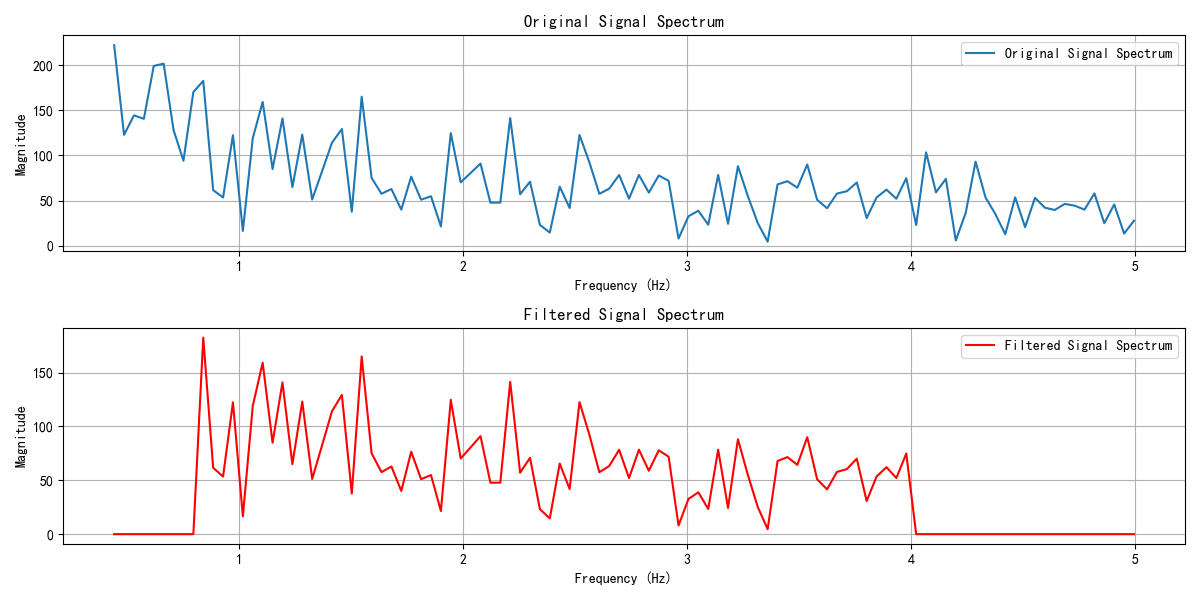 Original Signal Spectrum
Original Signal Spectrum
Magnitude
200
150
100
50
0
1 2 3 4 5
Frequency (Hz)
Filtered Signal Spectrum
Filtered Signal Spectrum
Magnitude
150
100
50
0
1 2 3 4 5
Frequency (Hz)